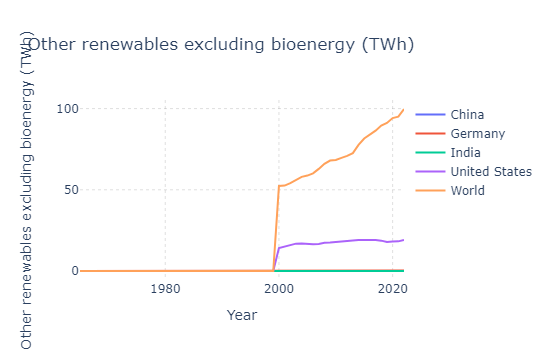 Other renewables excluding bioenergy (TWh)
Other renewables excluding bioenergy (TWh)
100
50
0
1980
2000
2020
Year
China
Germany
India
United States
World